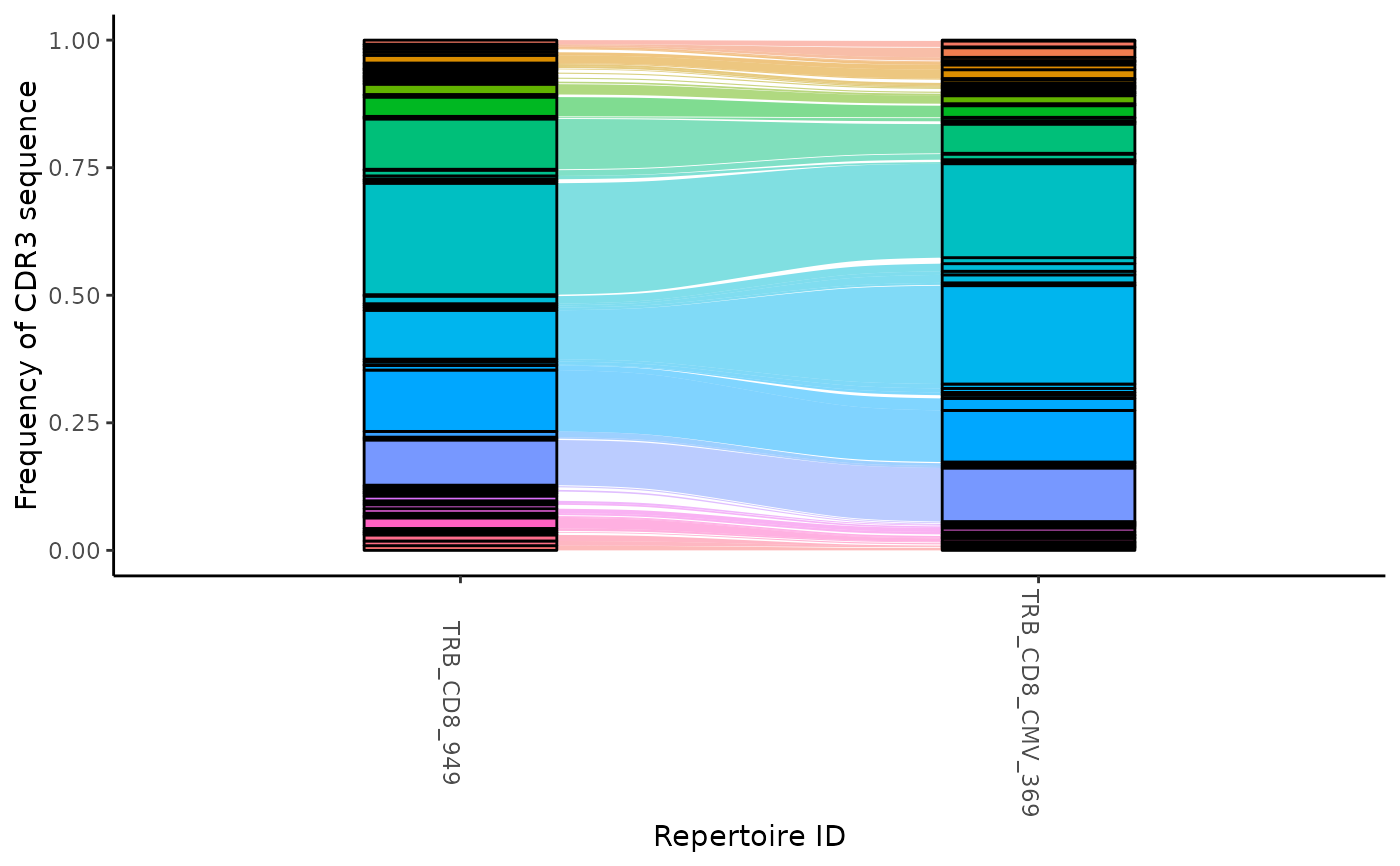 Frequency of CDR3 sequence
1.00
0.75
0.50
0.25
0.00
TRB_CD8_949
TRB_CD8_CMV_369
Repertoire ID